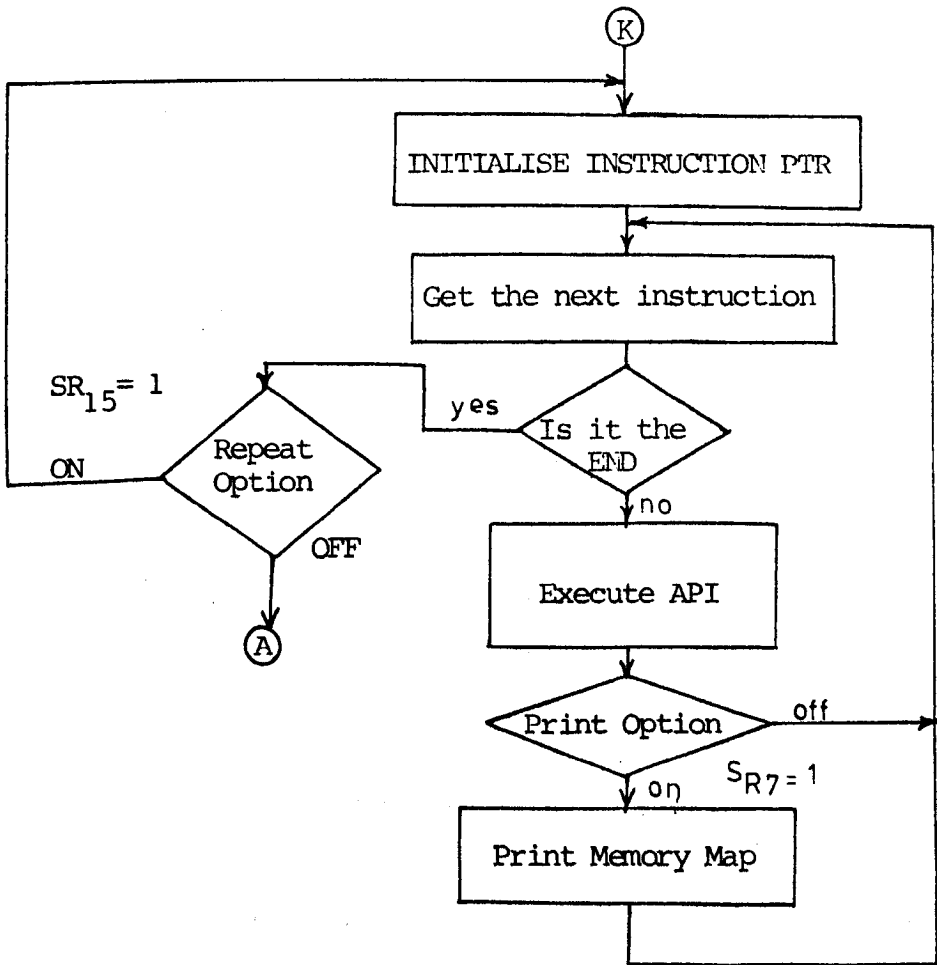 K
INITIALISE INSTRUCTION PTR
Get the next instruction
SR15 = 1
yes
Is it the
END
Repeat
Option
ON
no
OFF
Execute API
A
Print Option
off
SR7 = 1
on
Print Memory Map